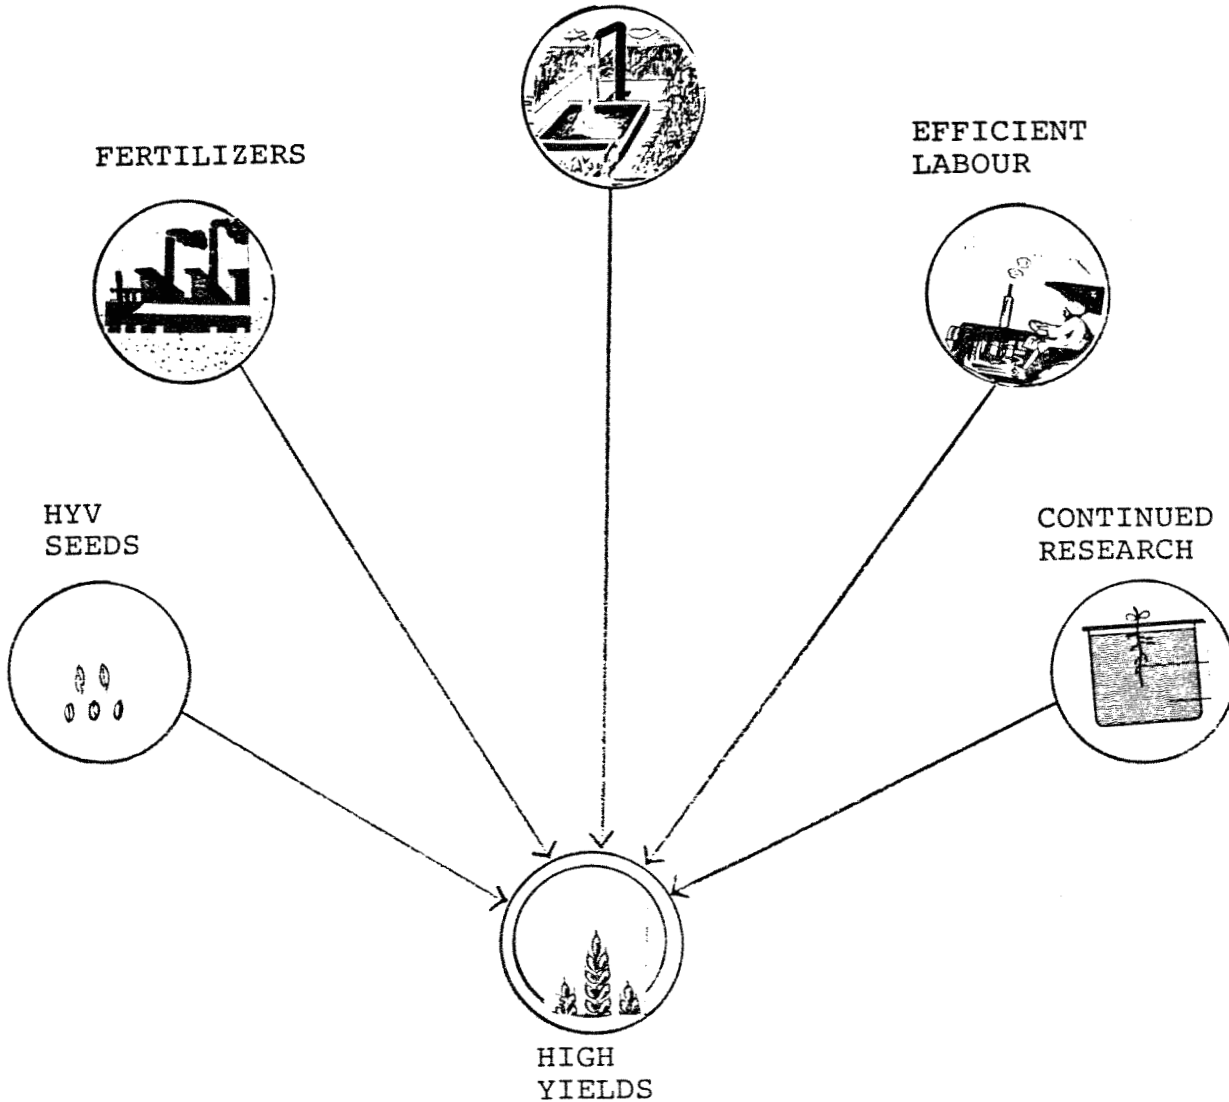 FERTILIZERS
EFFICIENT
LABOUR
HYV
SEEDS
CONTINUED
RESEARCH
HIGH
YIELDS